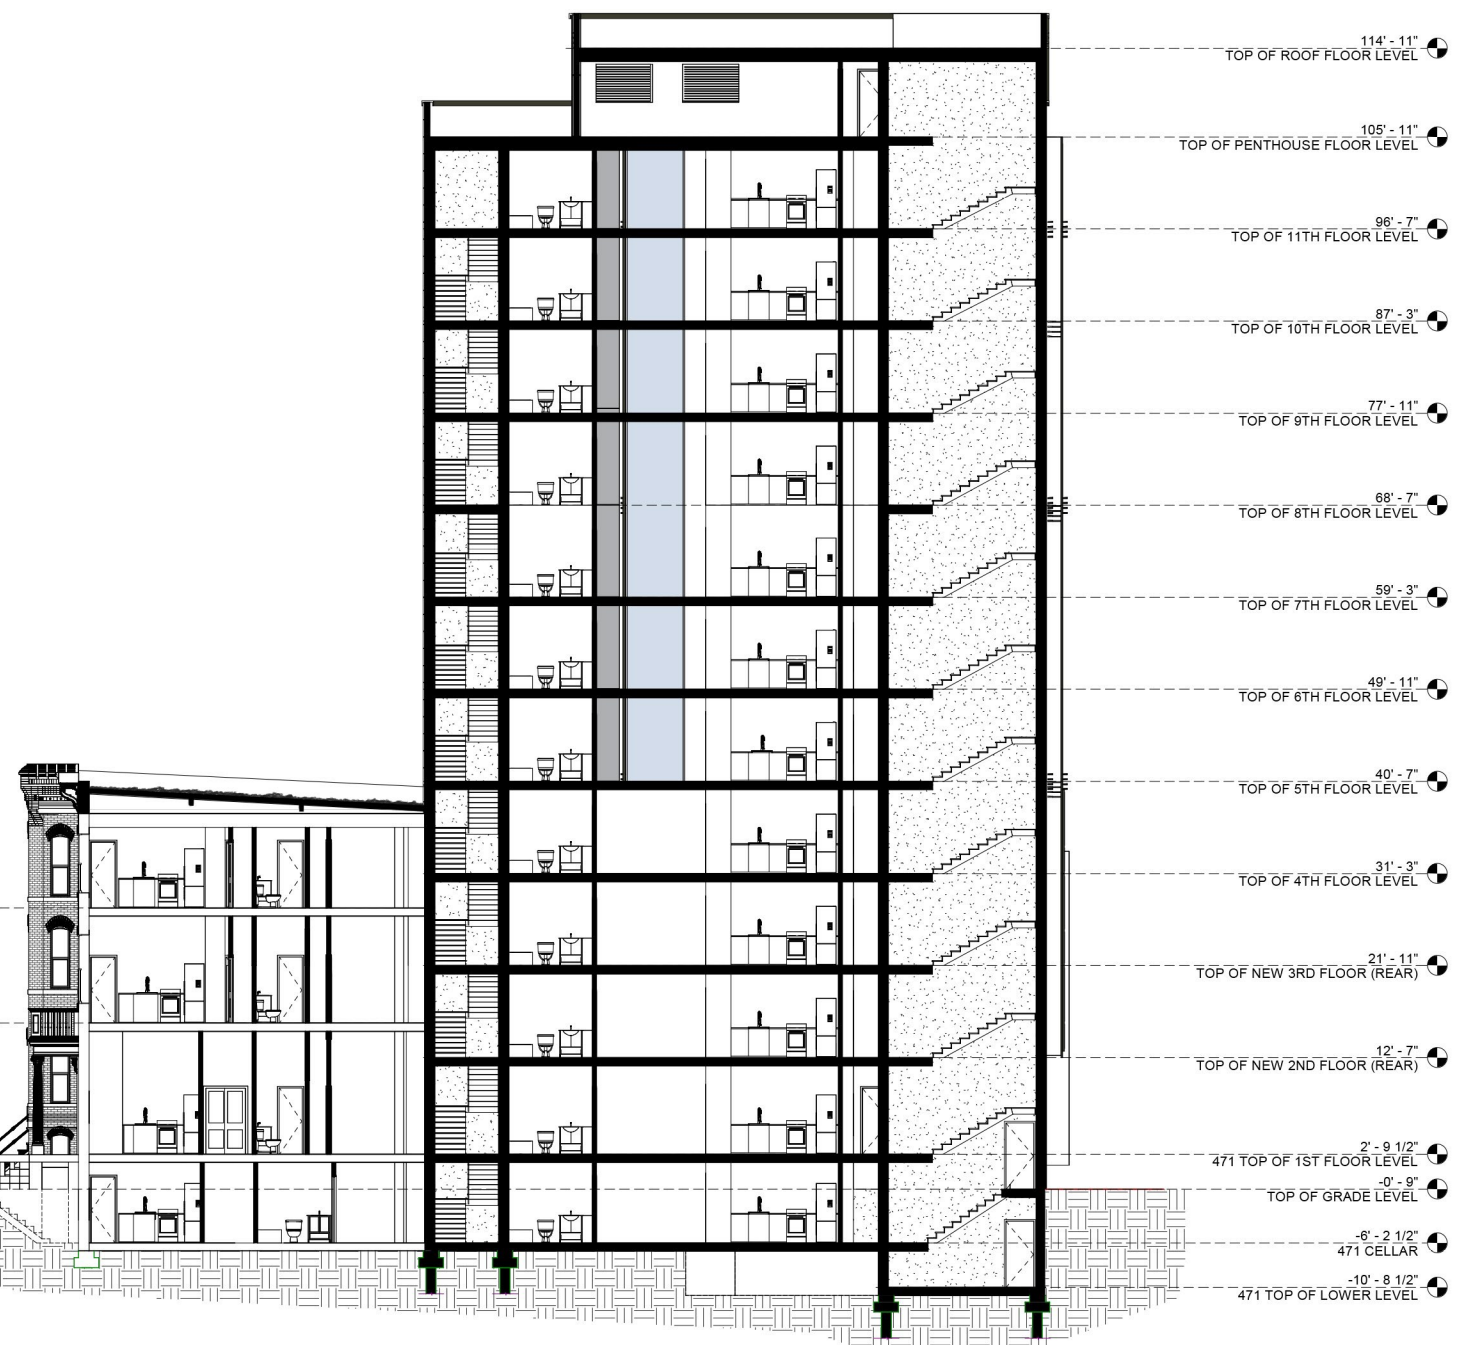 114' - 11"
TOP OF ROOF FLOOR LEVEL
105' - 11"
TOP OF PENTHOUSE FLOOR LEVEL
96' - 7"
TOP OF 11TH FLOOR LEVEL
87' - 3"
TOP OF 10TH FLOOR LEVEL
77' - 11"
TOP OF 9TH FLOOR LEVEL
68' - 7"
TOP OF 8TH FLOOR LEVEL
59' - 3"
TOP OF 7TH FLOOR LEVEL
49' - 11"
TOP OF 6TH FLOOR LEVEL
40' - 7"
TOP OF 5TH FLOOR LEVEL
31' - 3"
TOP OF 4TH FLOOR LEVEL
21' - 11"
TOP OF NEW 3RD FLOOR (REAR)
12' - 7"
TOP OF NEW 2ND FLOOR (REAR)
2' - 9 1/2"
471 TOP OF 1ST FLOOR LEVEL
-0' - 9"
TOP OF GRADE LEVEL
-6' - 2 1/2"
471 CELLAR
-10' - 8 1/2"
471 TOP OF LOWER LEVEL